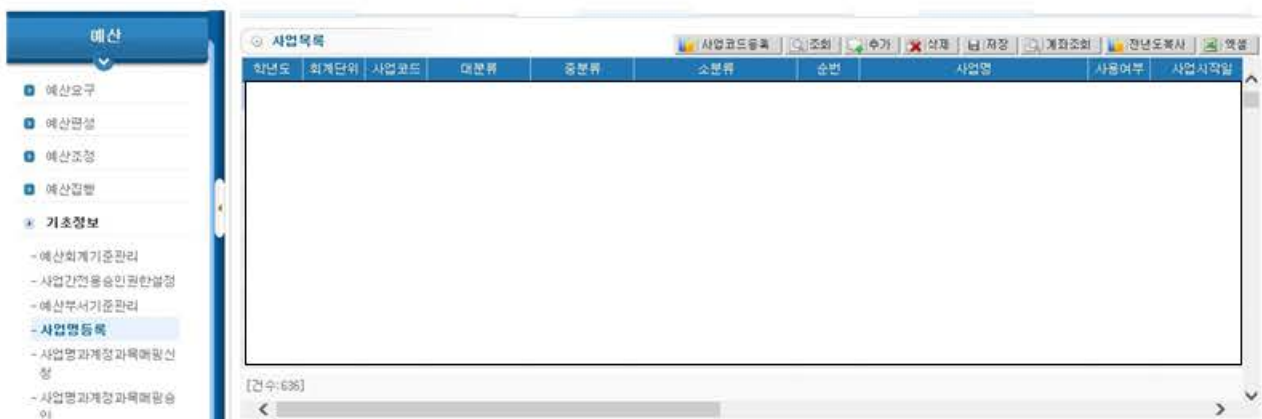 예산
예산요구
예산편성
예산조정
예산집행
기초정보
- 예산회계기준관리
- 사업간전용승인권한설정
- 예산부서기준관리
- 사업명등록
- 사업명과계정과목매핑신
청
- 사업명과계정과목매핑승
인
사업목록
사업코드등록 조회 추가 삭제 저장 계좌조회 전년도복사 엑셀
학년도 회계단위 사업코드 대분류 중분류 소분류 순번 사업명 사용여부 사업시작일
[건수:636]